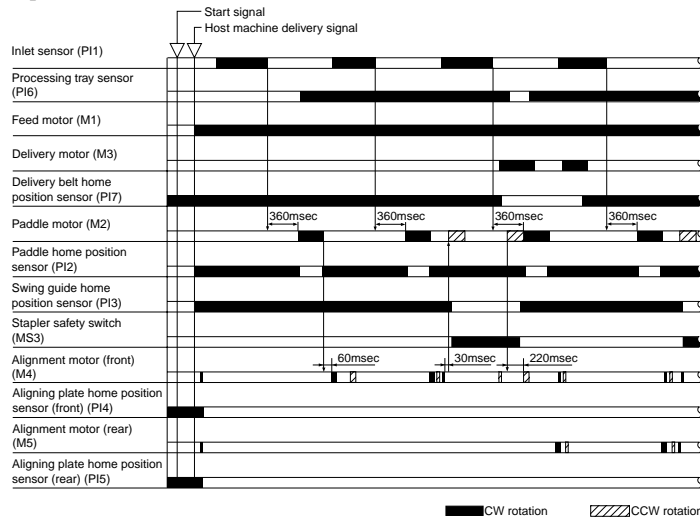 Start signal
Host machine delivery signal
Inlet sensor (PI1)
Processing tray sensor
(PI6)
Feed motor (M1)
Delivery motor (M3)
Delivery belt home
position sensor (PI7)
360msec
360msec
360msec
360msec
Paddle motor (M2)
Paddle home position
sensor (PI2)
Swing guide home
position sensor (PI3)
Stapler safety switch
(MS3)
60msec
30msec
220msec
Alignment motor (front)
(M4)
Aligning plate home position
sensor (front) (PI4)
Alignment motor (rear)
(M5)
Aligning plate home position
sensor (rear) (PI5)
CW rotation
CCW rotation